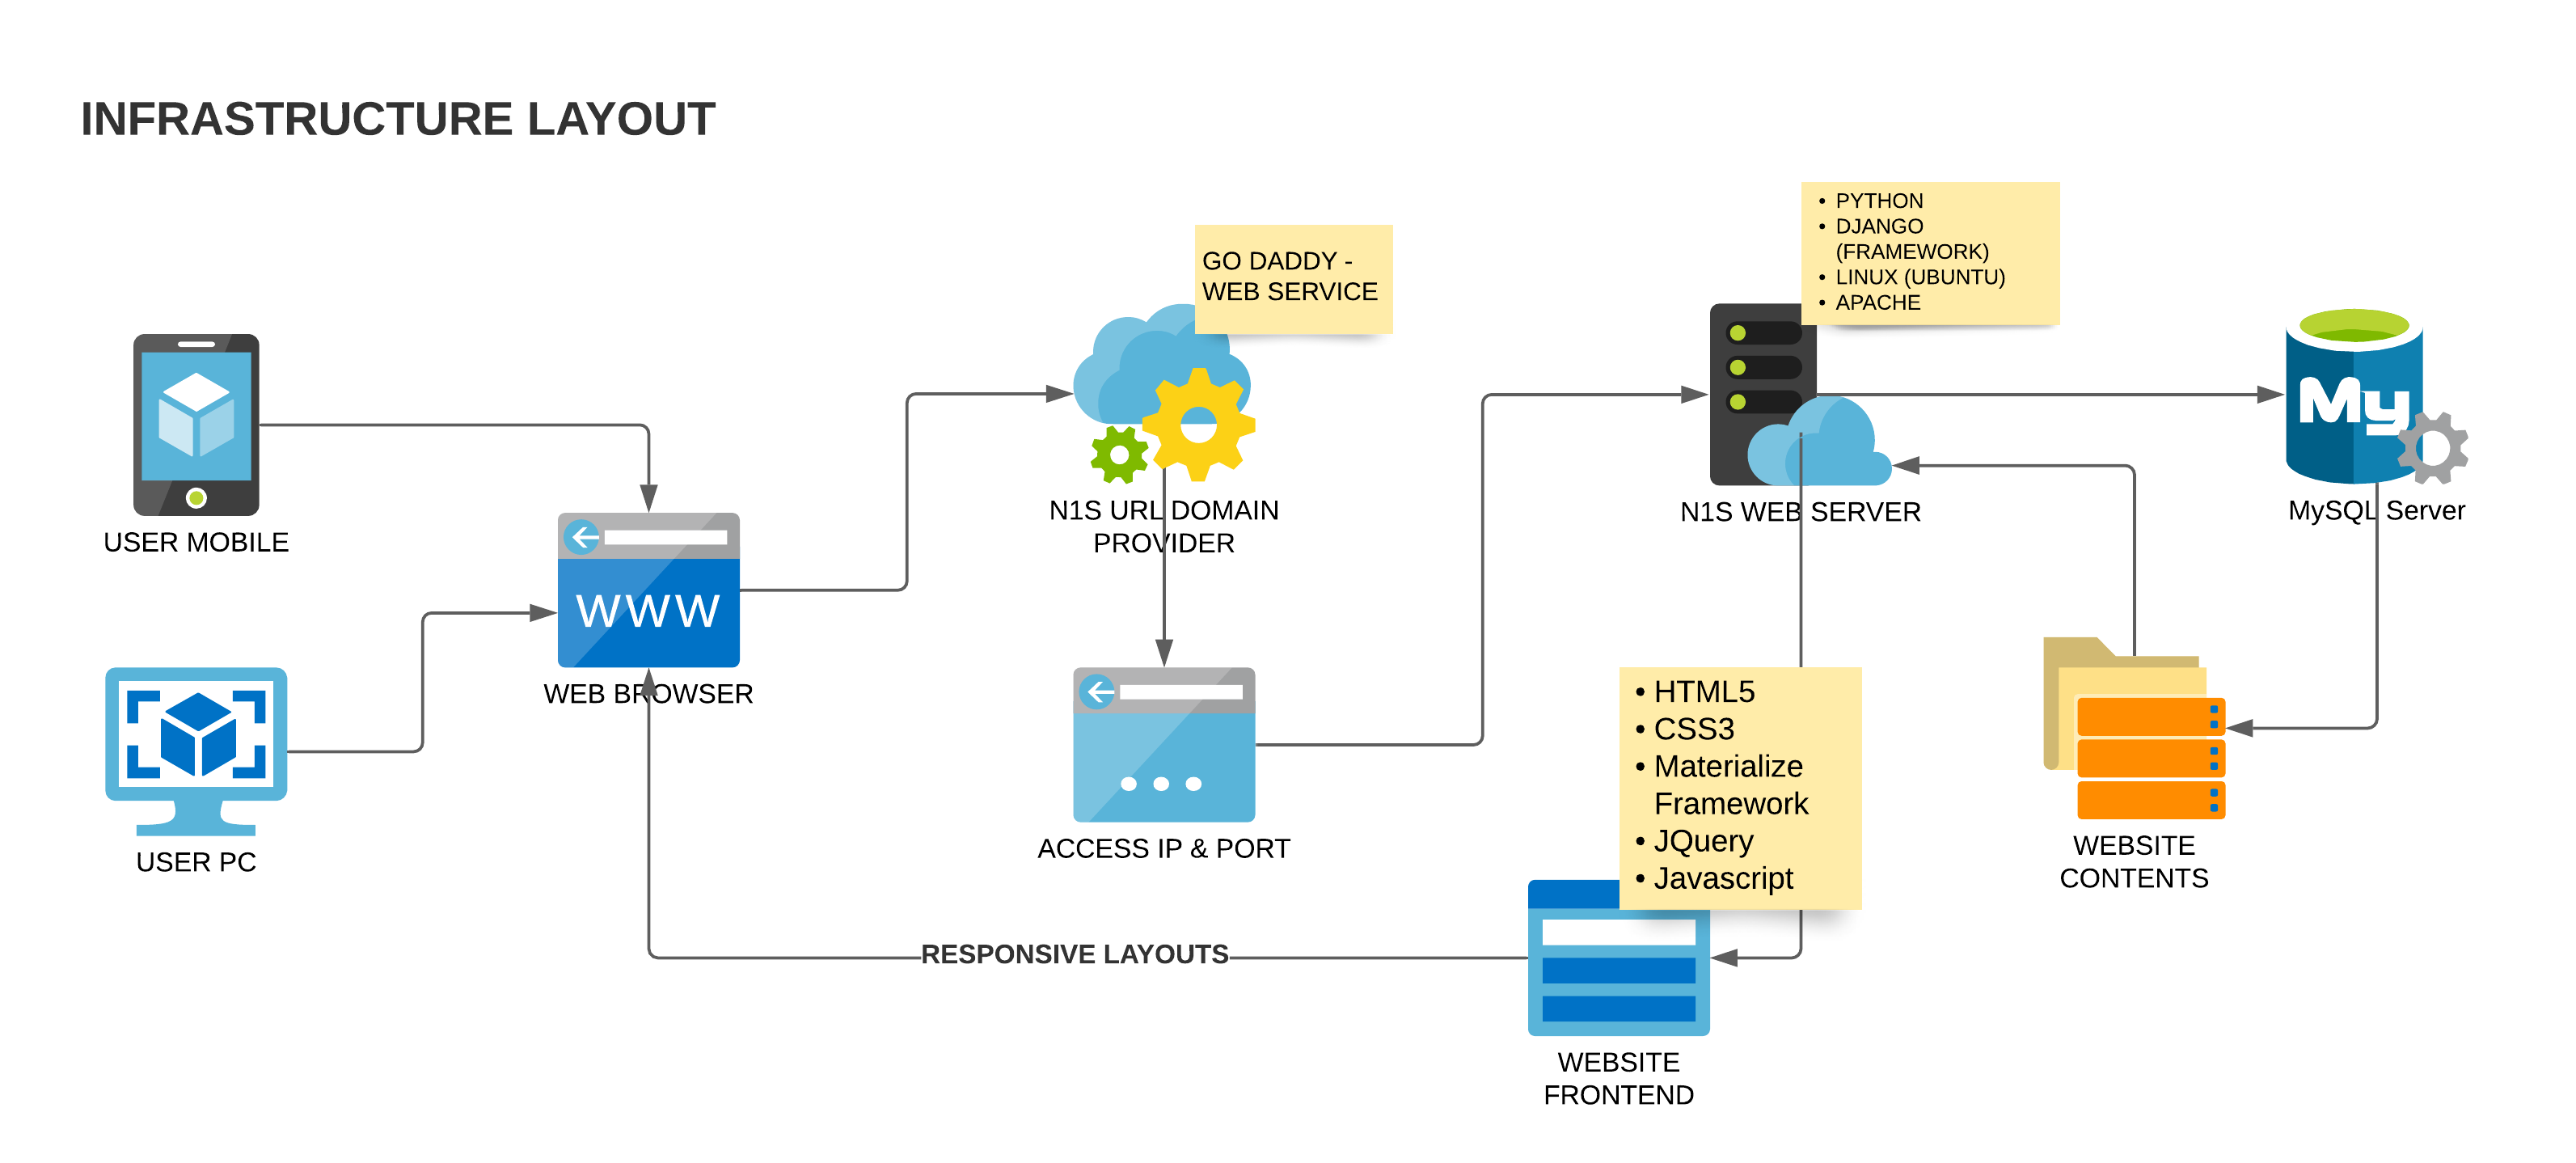 INFRASTRUCTURE LAYOUT
• PYTHON
• DJANGO
(FRAMEWORK)
• LINUX (UBUNTU)
• APACHE
GO DADDY -
WEB SERVICE
My
USER MOBILE
N1S URL DOMAIN
PROVIDER
N1S WEB SERVER
MySQL Server
WWW
WEB BROWSER
USER PC
ACCESS IP & PORT
• HTML5
• CSS3
• Materialize
Framework
• JQuery
• Javascript
WEBSITE
CONTENTS
RESPONSIVE LAYOUTS
WEBSITE
FRONTEND